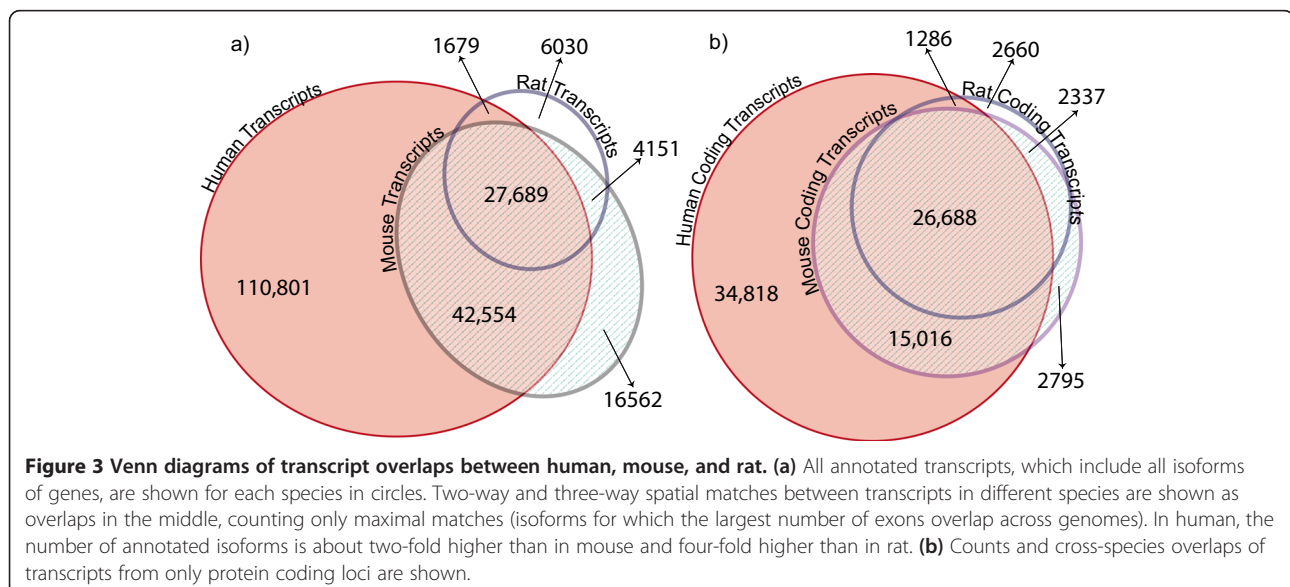 a)
1679
6030
Rat Transcripts
Human Transcripts
Mouse Transcripts
4151
27,689
110,801
42,554
16562
b)
1286
2660
Rat Coding Transcripts
2337
Human Coding Transcripts
Mouse Coding Transcripts
26,688
34,818
15,016
2795
Figure 3 Venn diagrams of transcript overlaps between human, mouse, and rat. (a) All annotated transcripts, which include all isoforms
of genes, are shown for each species in circles. Two-way and three-way spatial matches between transcripts in different species are shown as
overlaps in the middle, counting only maximal matches (isoforms for which the largest number of exons overlap across genomes). In human, the
number of annotated isoforms is about two-fold higher than in mouse and four-fold higher than in rat. (b) Counts and cross-species overlaps of
transcripts from only protein coding loci are shown.